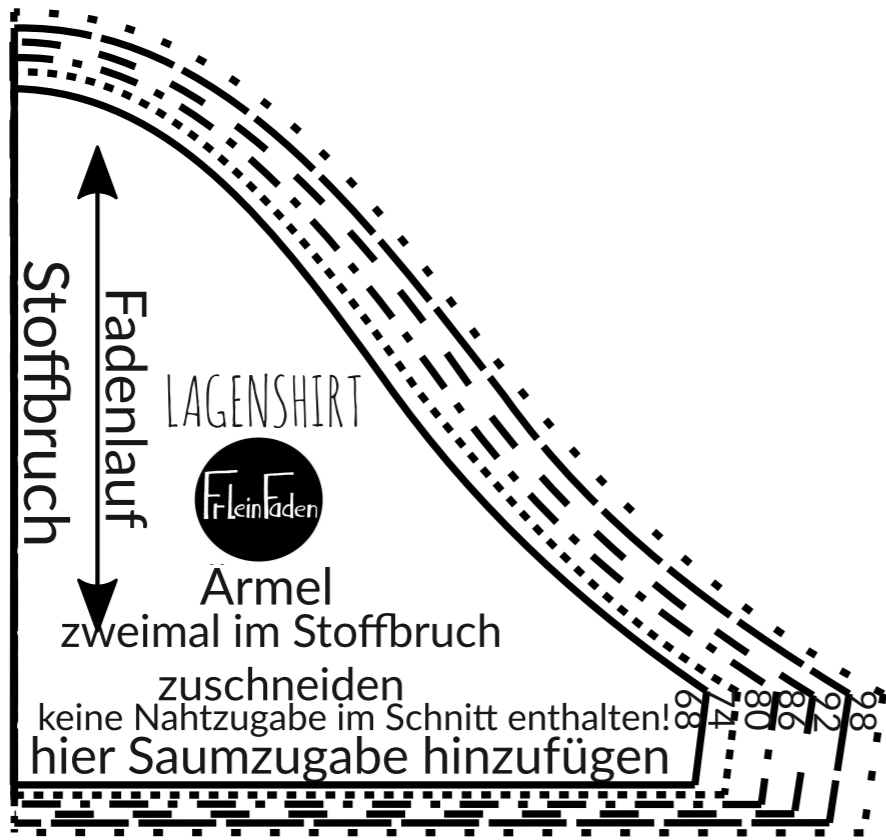 Stoffbruch
Fadenlauf
LAGENSHIRT
FrLeinFaden
Ärmel
zweimal im Stoffbruch
zuschneiden
keine Nahtzugabe im Schnitt enthalten!
hier Saumzugabe hinzufügen
68
74
80
86
92
98